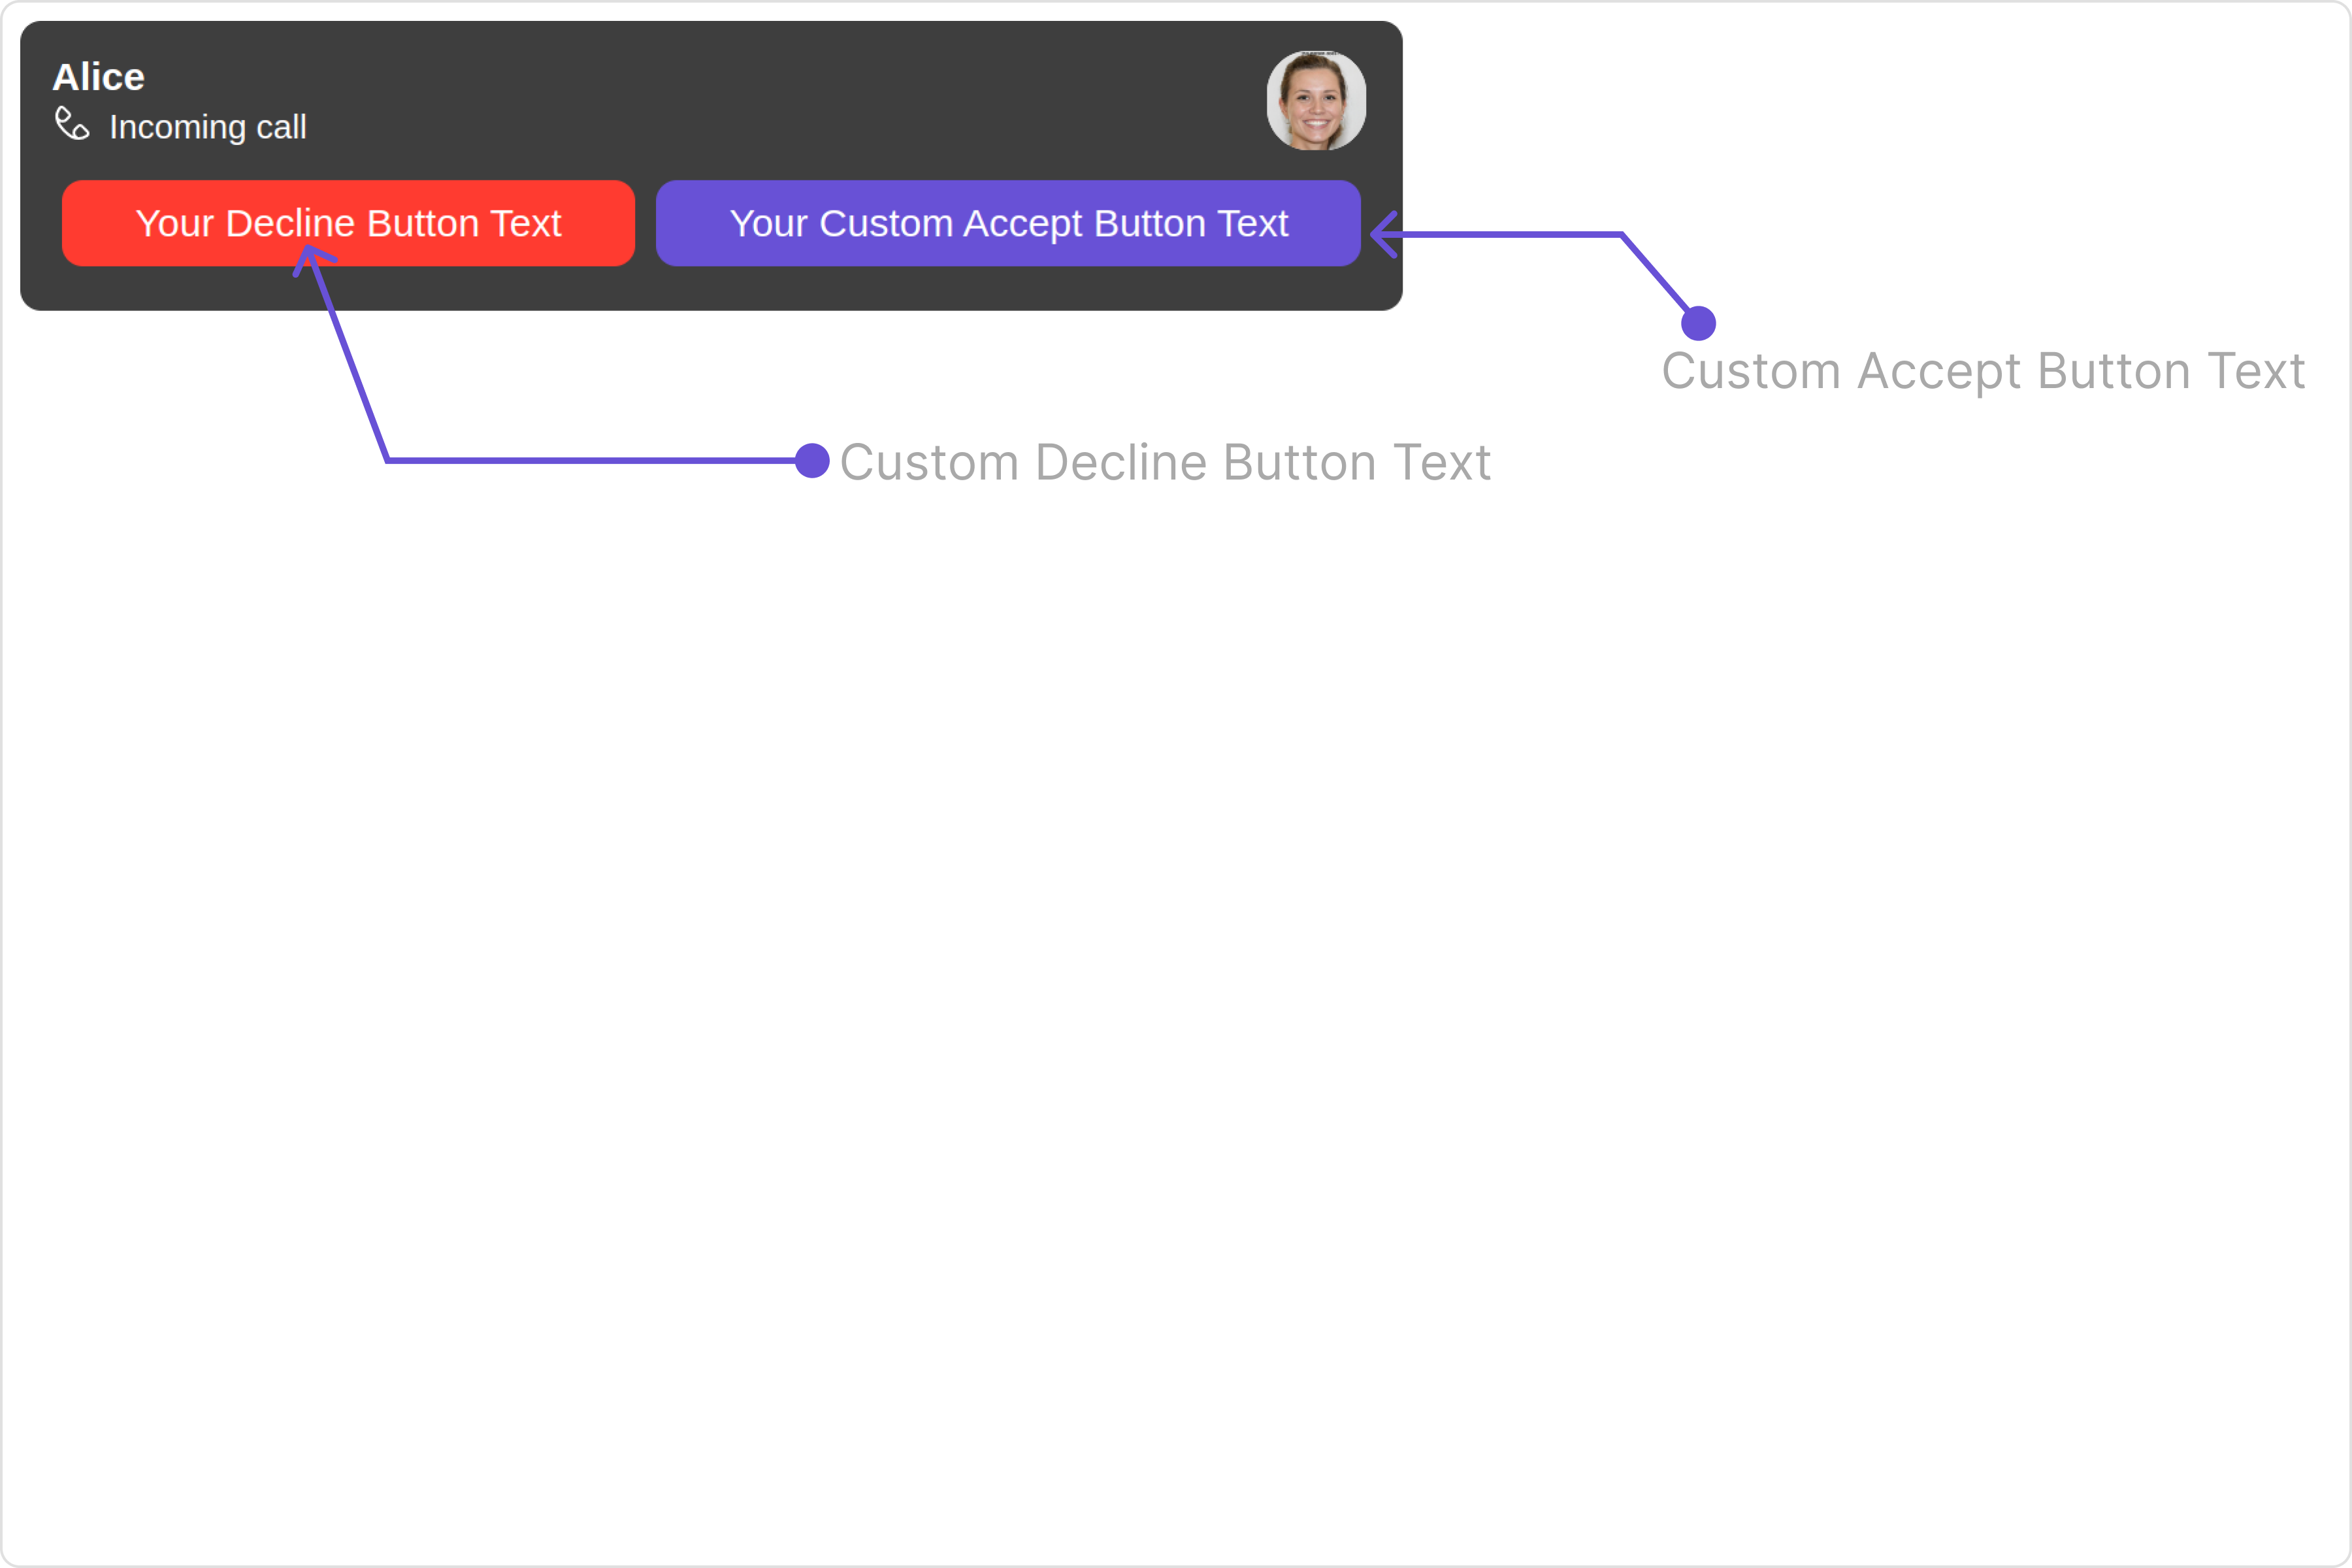 Alice
Incoming call
Your Decline Button Text
Your Custom Accept Button Text
Custom Accept Button Text
Custom Decline Button Text